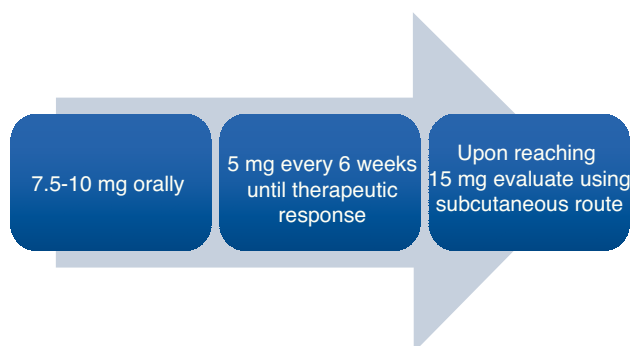 7.5-10 mg orally
5 mg every 6 weeks
until therapeutic
response
Upon reaching
15 mg evaluate using
subcutaneous route